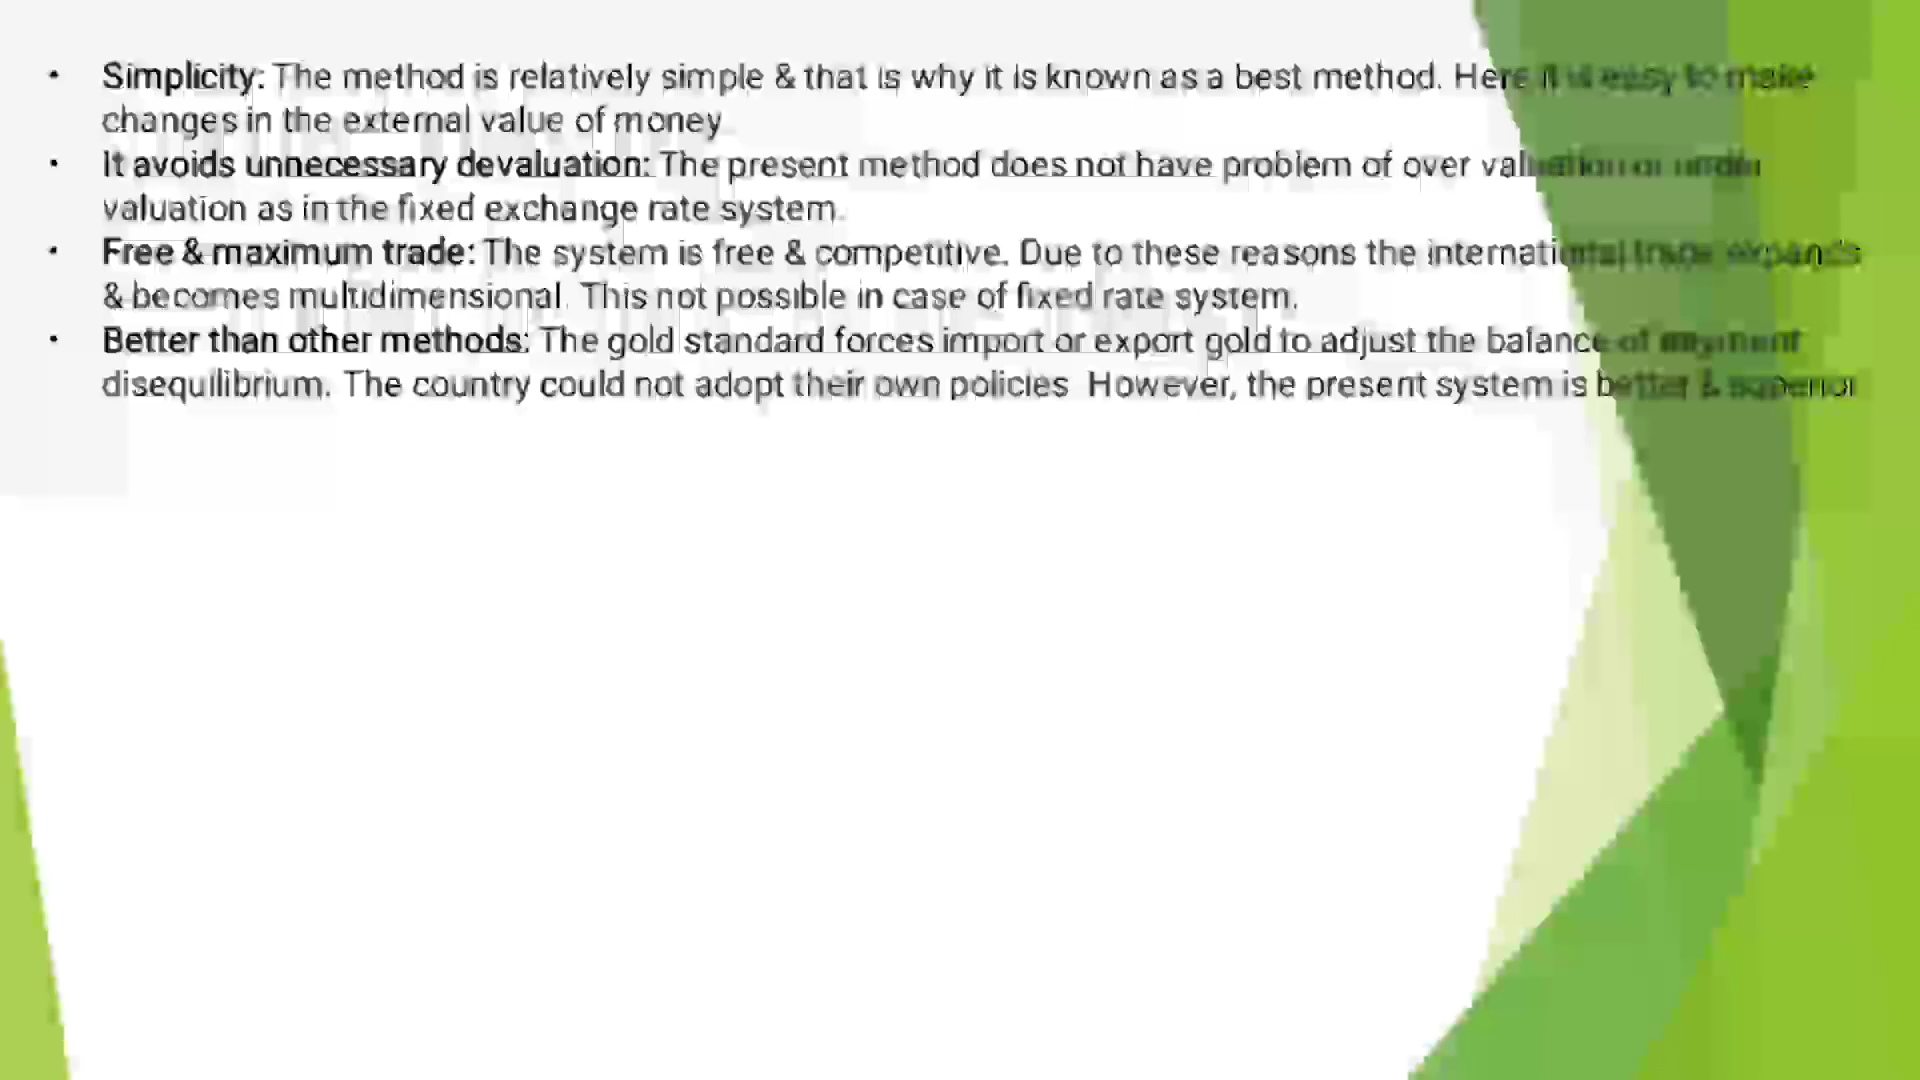 • Simplicity: The method is relatively simple & that is why it is known as a best method. Here it is easy to make
changes in the external value of money
• It avoids unnecessary devaluation: The present method does not have problem of over valuation or under
valuation as in the fixed exchange rate system.
• Free & maximum trade: The system is free & competitive. Due to these reasons the international trade expands
& becomes multidimensional. This not possible in case of fixed rate system.
• Better than other methods: The gold standard forces import or export gold to adjust the balance of payment
disequilibrium. The country could not adopt their own policies However, the present system is better & superior